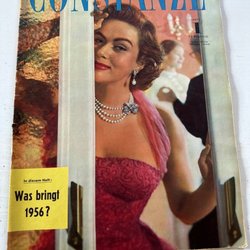 CONSTANZE
In diesem Heft:
Was bringt
1956?